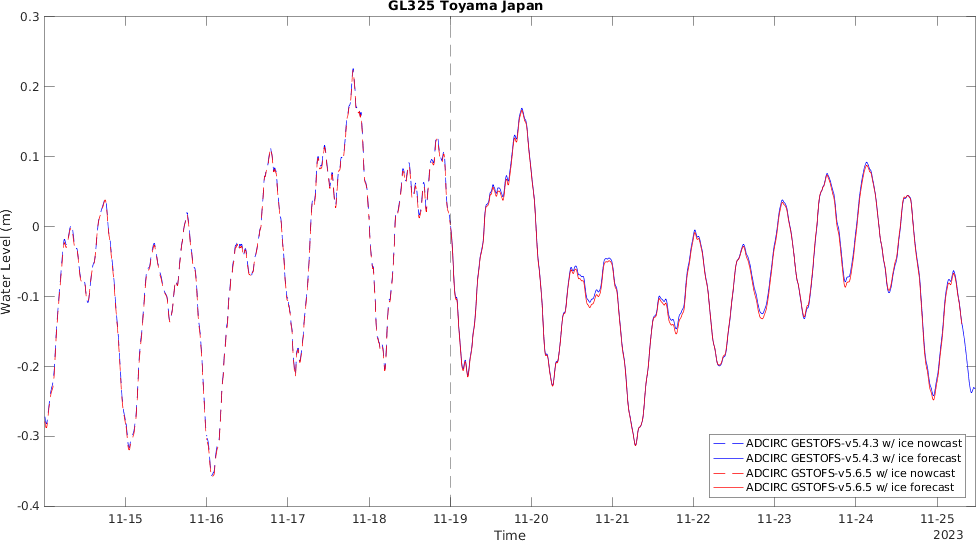 GL325 Toyama Japan
0.3
0.2
0.1
0
-0.1
-0.2
-0.3
-0.4
Water Level (m)
ADCIRC GESTOFS-v5.4.3 w/ ice nowcast
ADCIRC GESTOFS-v5.4.3 w/ ice forecast
ADCIRC GSTOFS-v5.6.5 w/ ice nowcast
ADCIRC GSTOFS-v5.6.5 w/ ice forecast
11-15 11-16 11-17 11-18 11-19 11-20 11-21 11-22 11-23 11-24 11-25
Time
2023